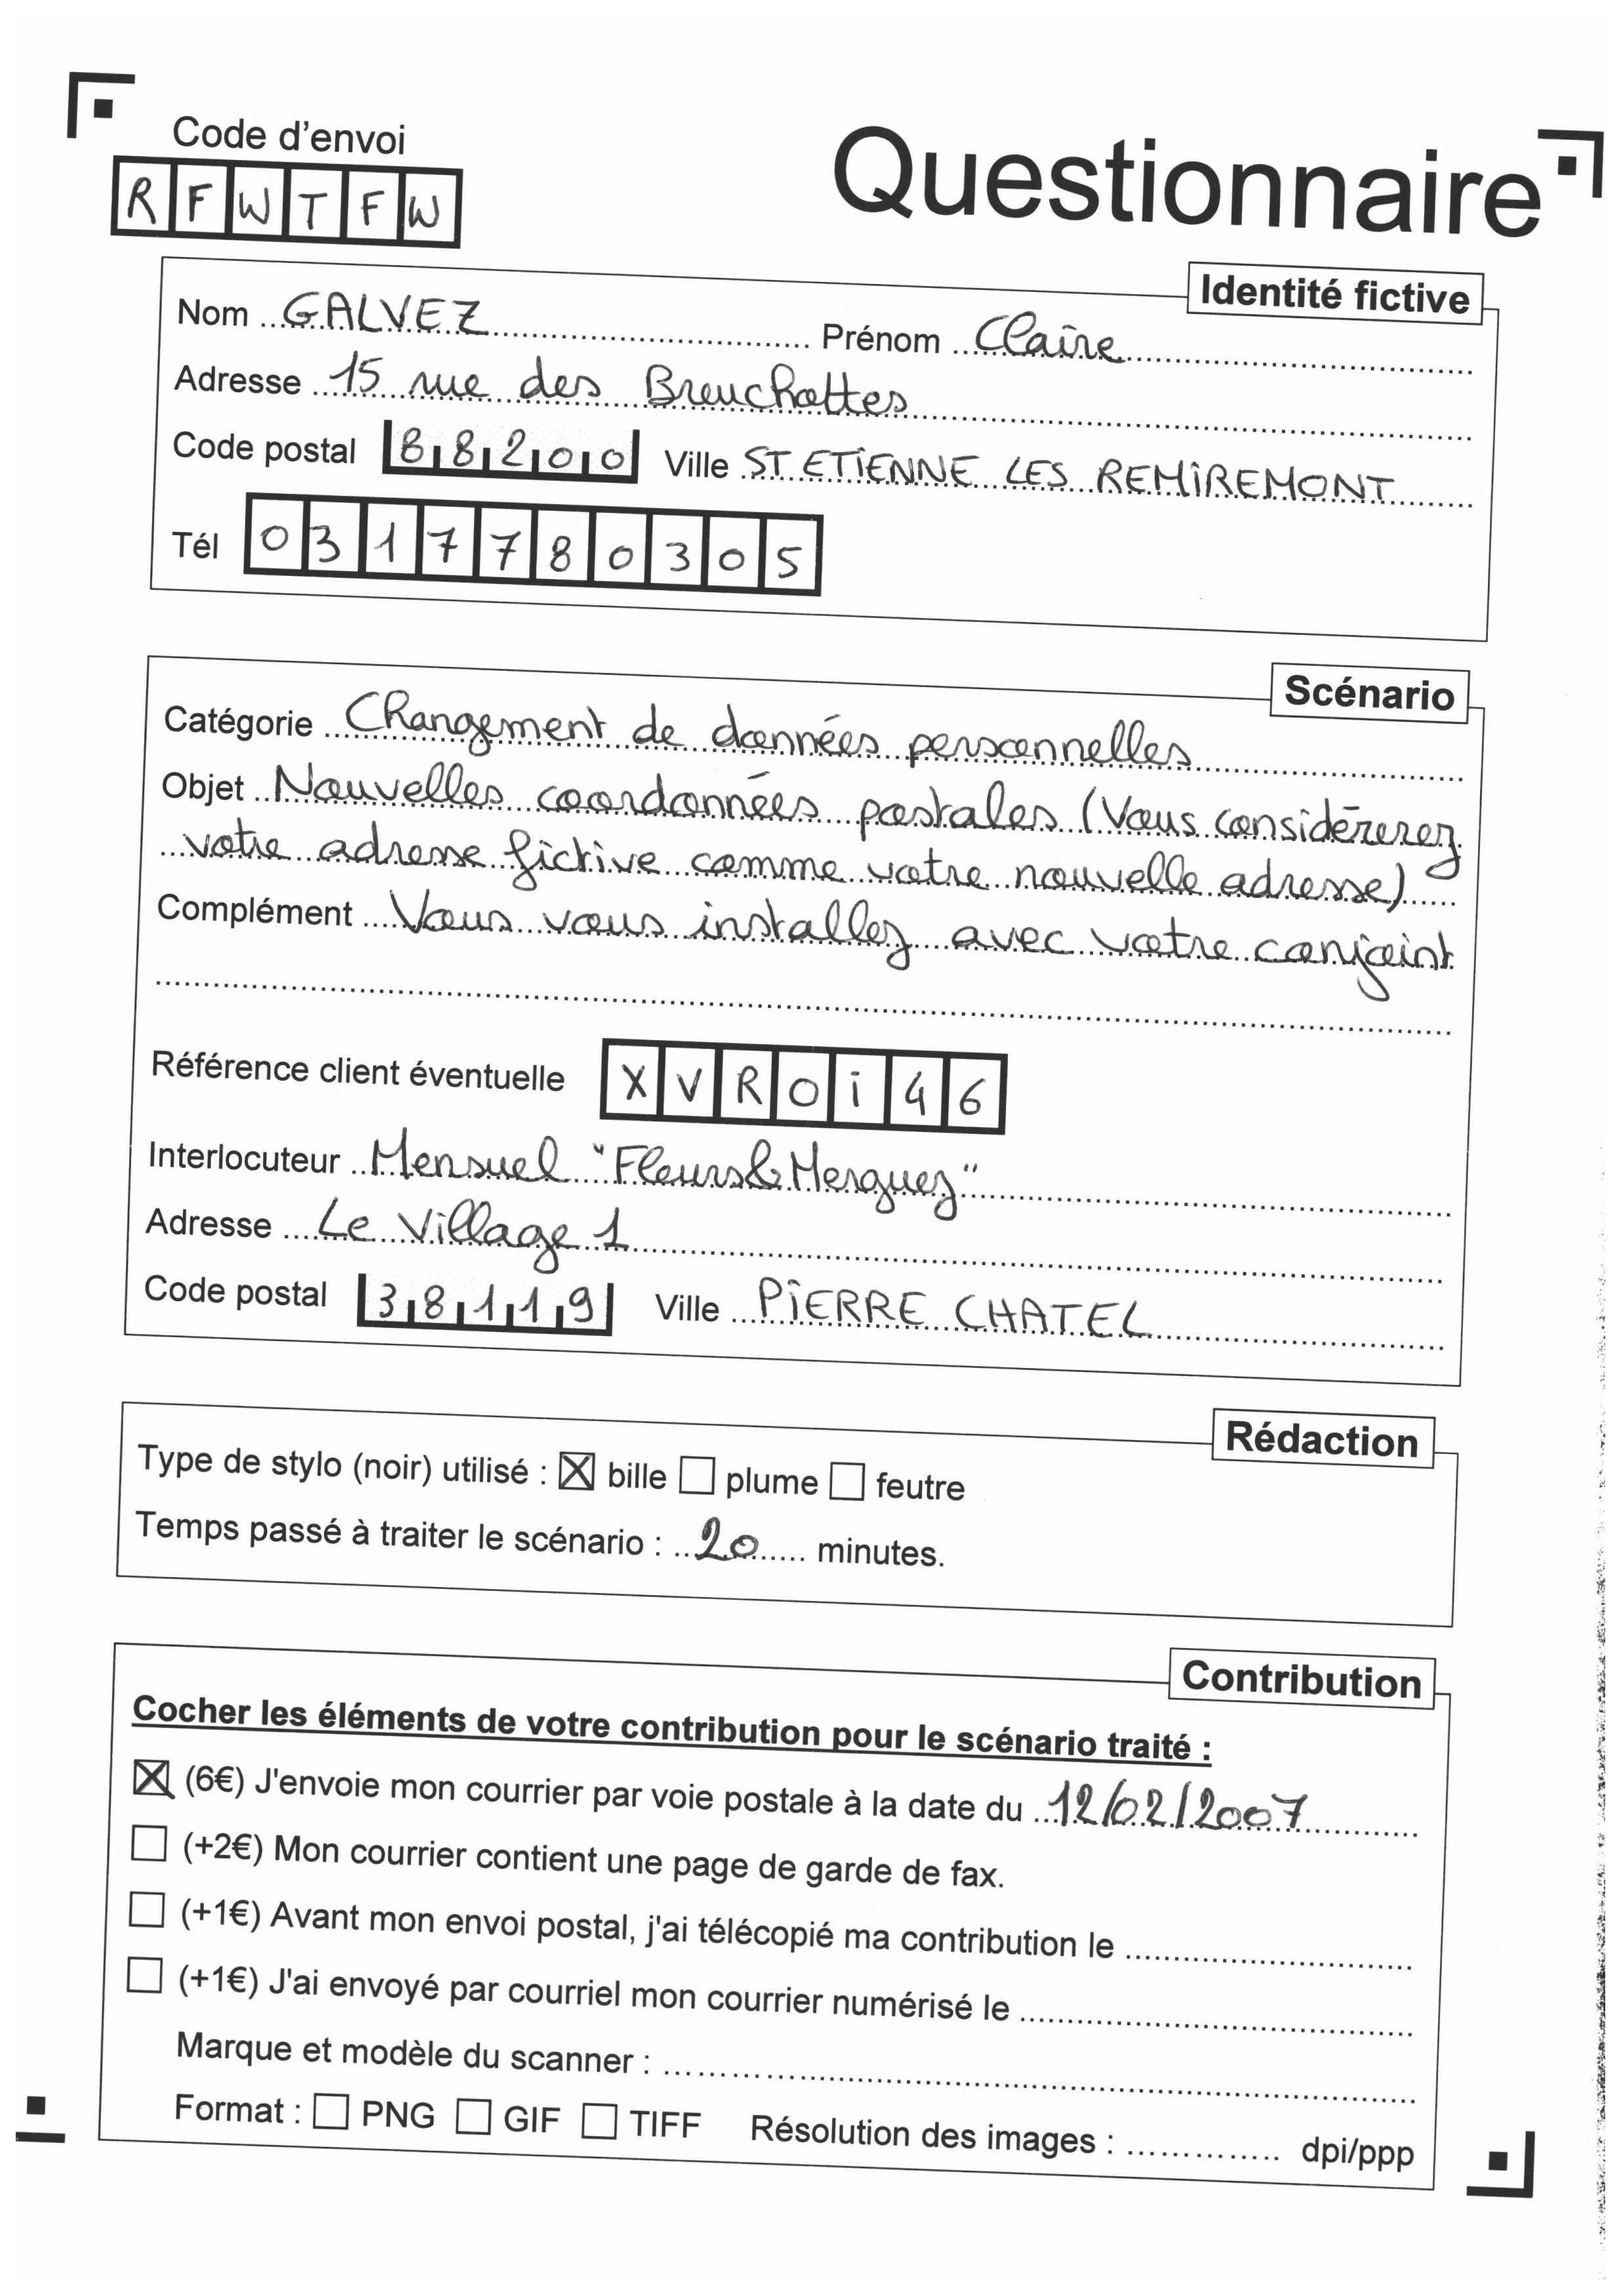 Code d'envoi
RFWTFW
Questionnaire
Identité fictive
Nom GALVEZ Prénom Claire
Adresse 15 rue des Breuchottes
Code postal 88200 Ville ST ETIENNE LES REMIREMONT
Tél 0317780305
Scénario
Catégorie Changement de données personnelles
Objet Nouvelles coordonnées postales (Vous considérerez
votre adresse fictive comme votre nouvelle adresse)
Complément Vous vous installez avec votre conjoint
Référence client éventuelle XVROi46
Interlocuteur Mensuel "Fleurs & Merguez"
Adresse Le Village 1
Code postal 38119 Ville PIERRE CHATEL
Rédaction
Type de stylo (noir) utilisé : ☒ bille ☐ plume ☐ feutre
Temps passé à traiter le scénario : 20 minutes.
Contribution
Cocher les éléments de votre contribution pour le scénario traité :
☒ (6€) J'envoie mon courrier par voie postale à la date du 12/02/2007
☐ (+2€) Mon courrier contient une page de garde de fax.
☐ (+1€) Avant mon envoi postal, j'ai télécopié ma contribution le
☐ (+1€) J'ai envoyé par courriel mon courrier numérisé le
Marque et modèle du scanner :
Format : ☐ PNG ☐ GIF ☐ TIFF Résolution des images : dpi/ppp